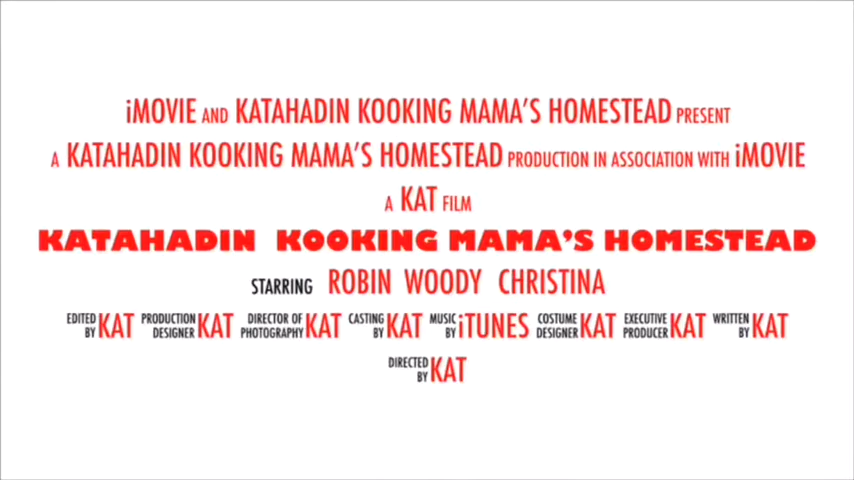 iMOVIE AND KATAHADIN KOOKING MAMA'S HOMESTEAD PRESENT
A KATAHADIN KOOKING MAMA'S HOMESTEAD PRODUCTION IN ASSOCIATION WITH iMOVIE
A KAT FILM
KATAHADIN KOOKING MAMA'S HOMESTEAD
STARRING ROBIN WOODY CHRISTINA
EDITED BY KAT PRODUCTION DESIGNER KAT DIRECTOR OF PHOTOGRAPHY KAT CASTING BY KAT MUSIC BY iTUNES COSTUME DESIGNER KAT EXECUTIVE PRODUCER KAT WRITTEN BY KAT
DIRECTED BY KAT